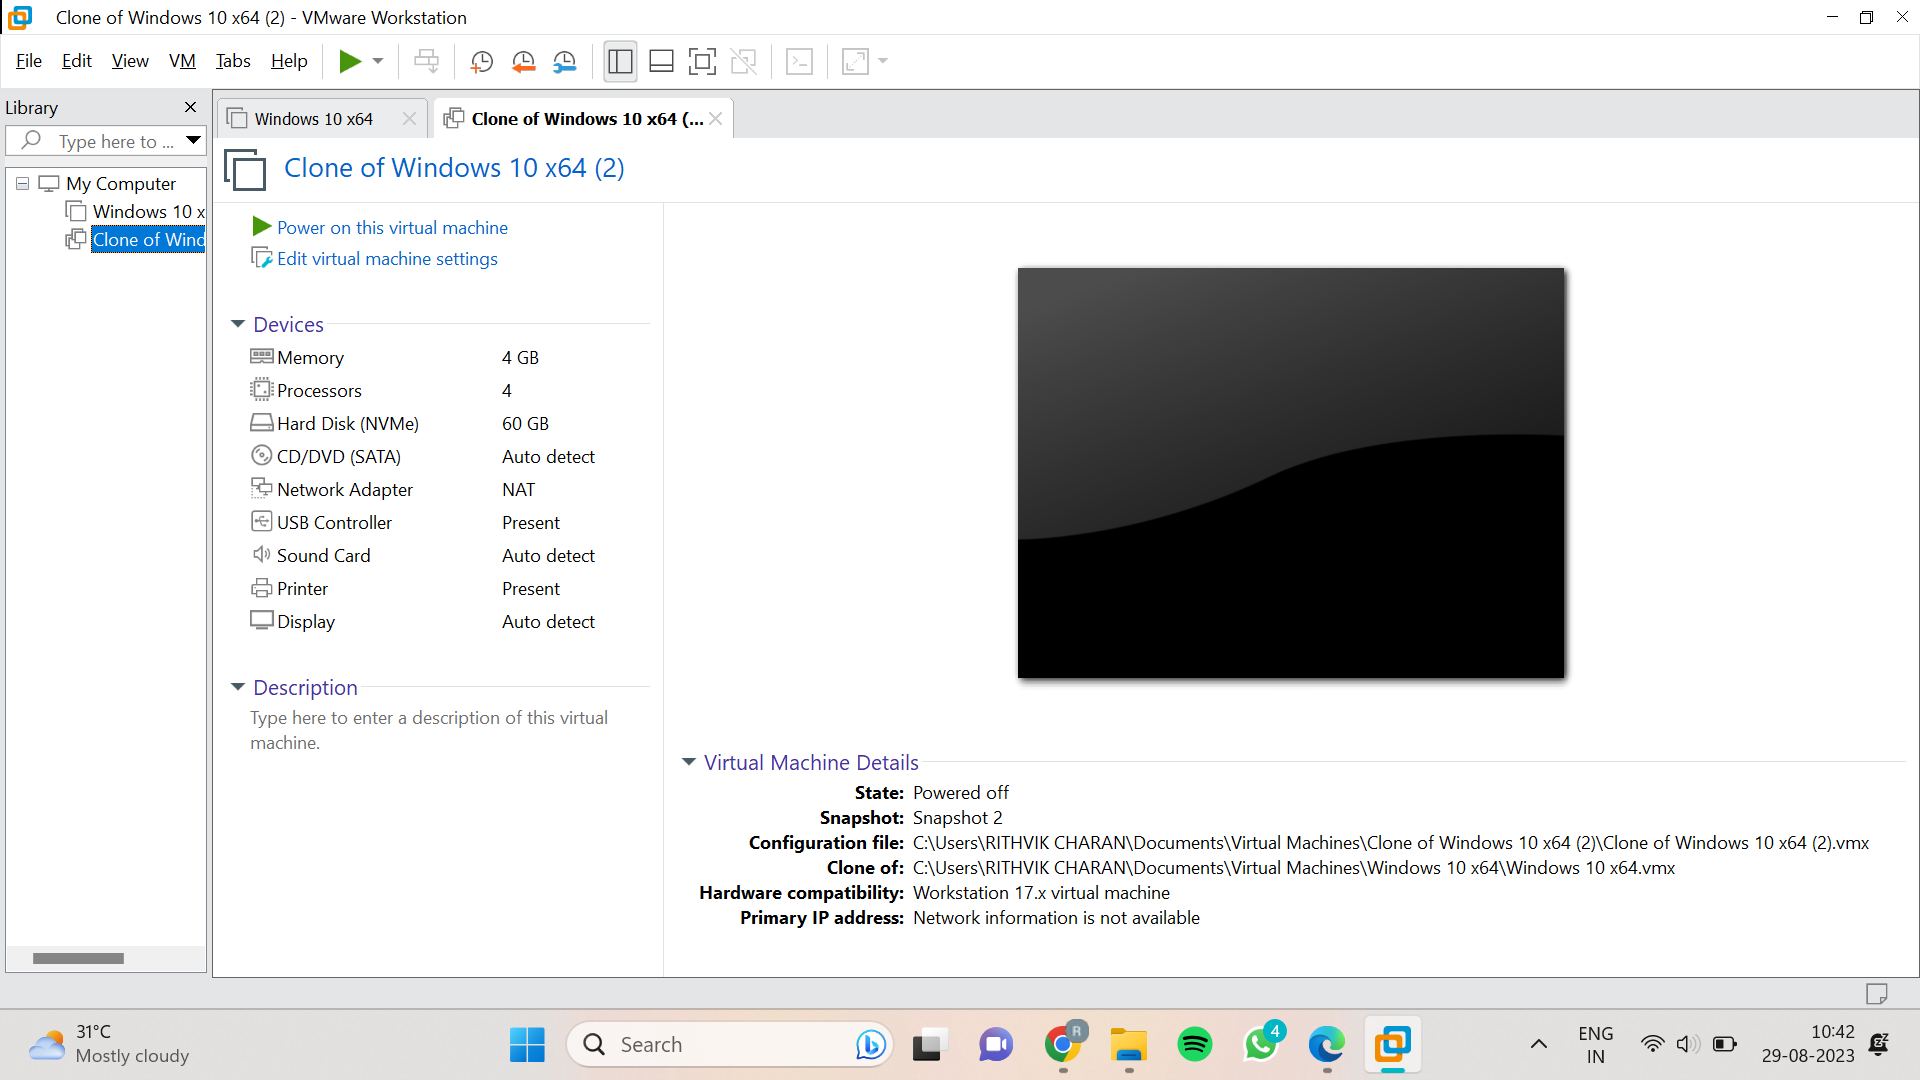 Clone of Windows 10 x64 (2) - VMware Workstation
File Edit View VM Tabs Help
Library
Type here to ...
My Computer
Windows 10 x
Clone of Wind
Windows 10 x64
Clone of Windows 10 x64 (...
Clone of Windows 10 x64 (2)
Power on this virtual machine
Edit virtual machine settings
Devices
Memory 4 GB
Processors 4
Hard Disk (NVMe) 60 GB
CD/DVD (SATA) Auto detect
Network Adapter NAT
USB Controller Present
Sound Card Auto detect
Printer Present
Display Auto detect
Description
Type here to enter a description of this virtual
machine.
Virtual Machine Details
State: Powered off
Snapshot: Snapshot 2
Configuration file: C:\Users\RITHVIK CHARAN\Documents\Virtual Machines\Clone of Windows 10 x64 (2)\Clone of Windows 10 x64 (2).vmx
Clone of: C:\Users\RITHVIK CHARAN\Documents\Virtual Machines\Windows 10 x64\Windows 10 x64.vmx
Hardware compatibility: Workstation 17.x virtual machine
Primary IP address: Network information is not available
31°C
Mostly cloudy
Search
R
4
ENG
IN
10:42
29-08-2023